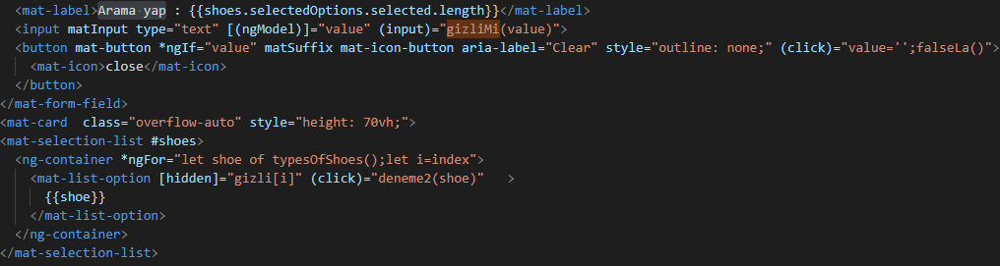 <mat-label>Arama yap : {{shoes.selectedOptions.selected.length}}</mat-label>
<input matInput type="text" [(ngModel)]="value" (input)="gizliMi(value)">
<button mat-button *ngIf="value" matSuffix mat-icon-button aria-label="Clear" style="outline: none;" (click)="value='';falseLa()">
<mat-icon>close</mat-icon>
</button>
</mat-form-field>
<mat-card  class="overflow-auto" style="height: 70vh;">
<mat-selection-list #shoes>
<ng-container *ngFor="let shoe of typesOfShoes();let i=index">
<mat-list-option [hidden]="gizli[i]" (click)="deneme2(shoe)"   >
{{shoe}}
</mat-list-option>
</ng-container>
</mat-selection-list>